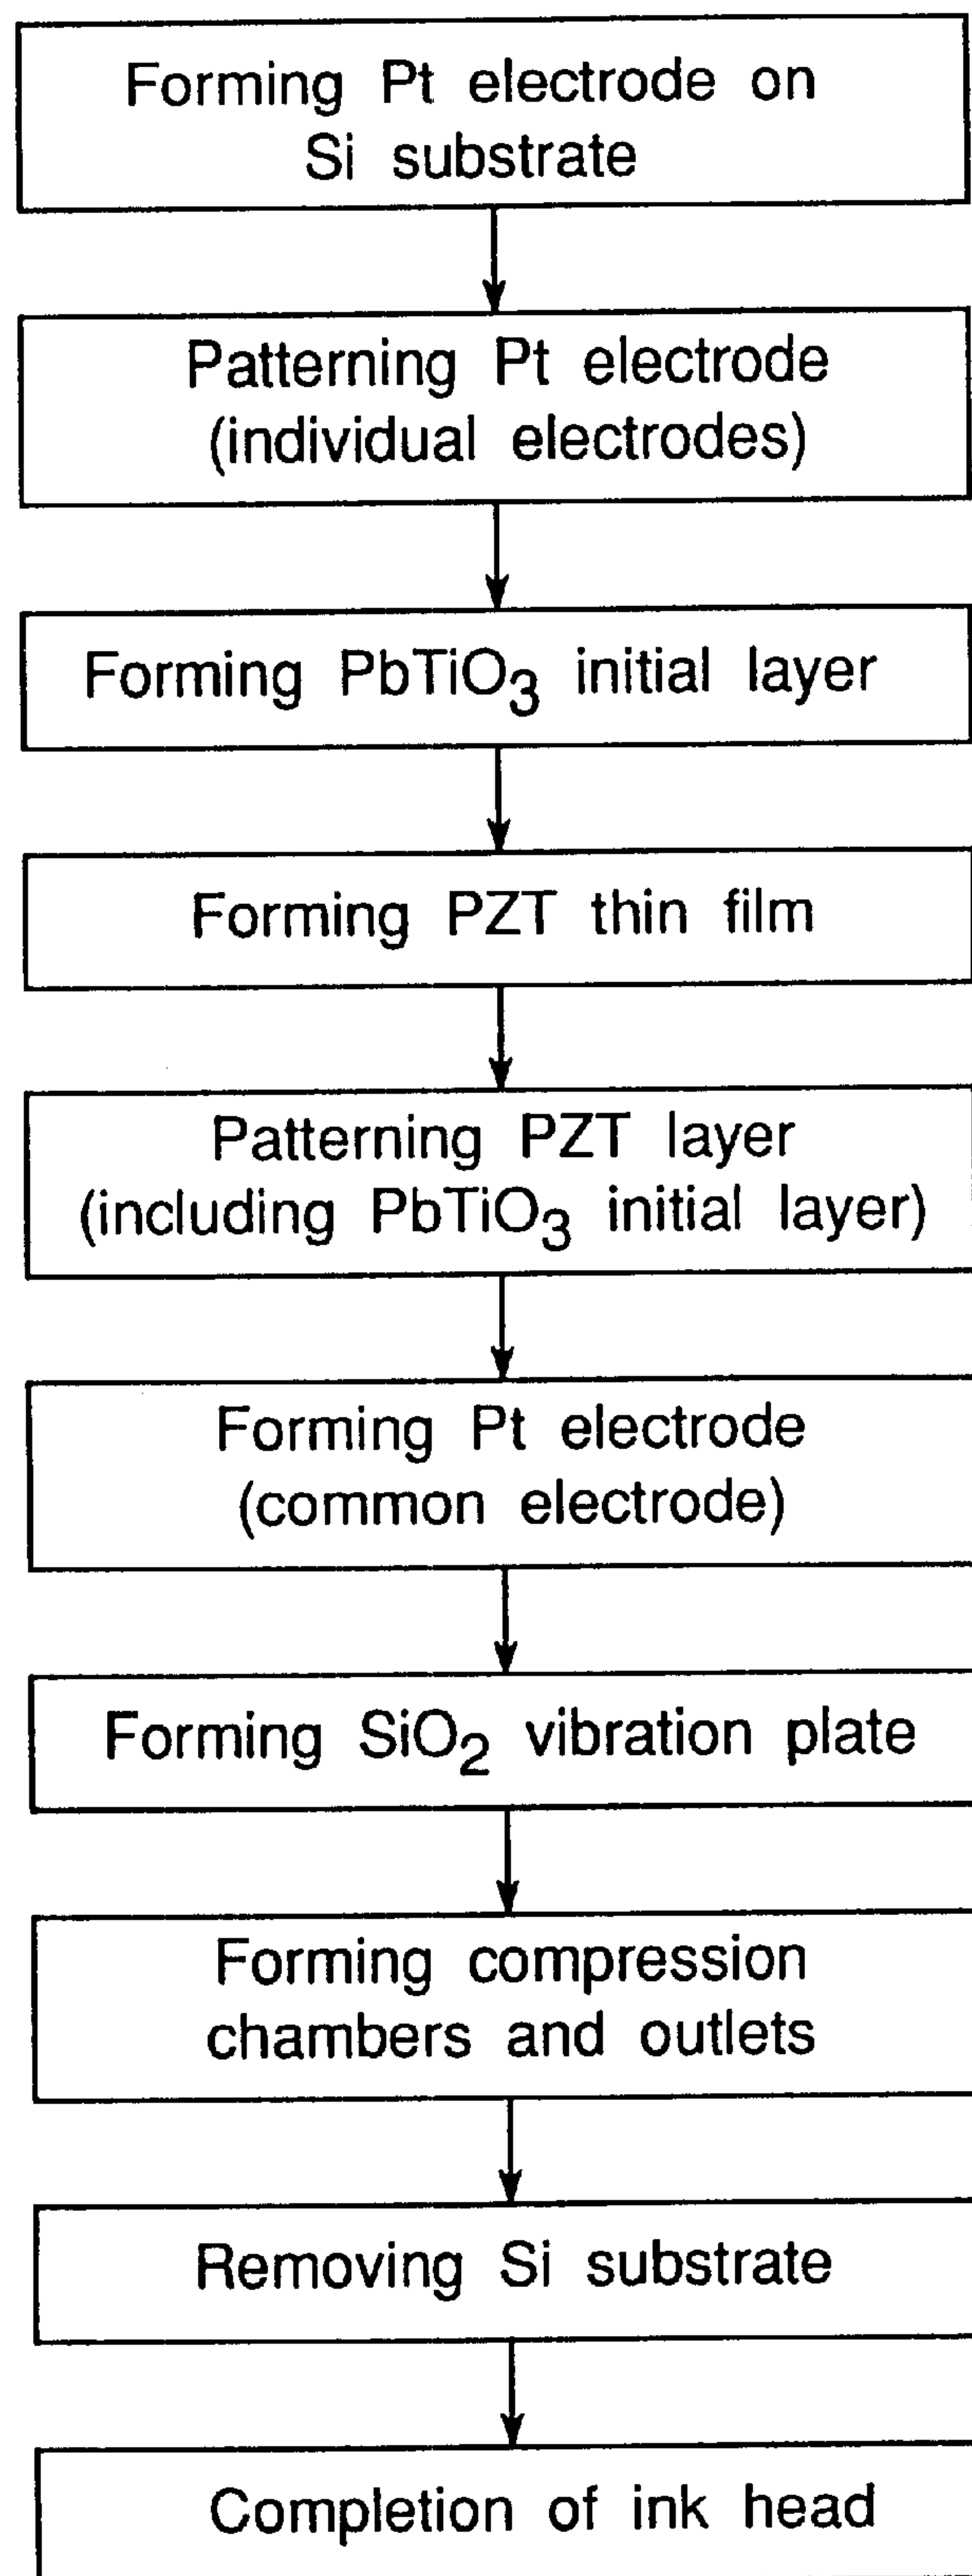 Forming Pt electrode on
Si substrate
Patterning Pt electrode
(individual electrodes)
Forming PbTiO₃ initial layer
Forming PZT thin film
Patterning PZT layer
(including PbTiO₃ initial layer)
Forming Pt electrode
(common electrode)
Forming SiO₂ vibration plate
Forming compression
chambers and outlets
Removing Si substrate
Completion of ink head